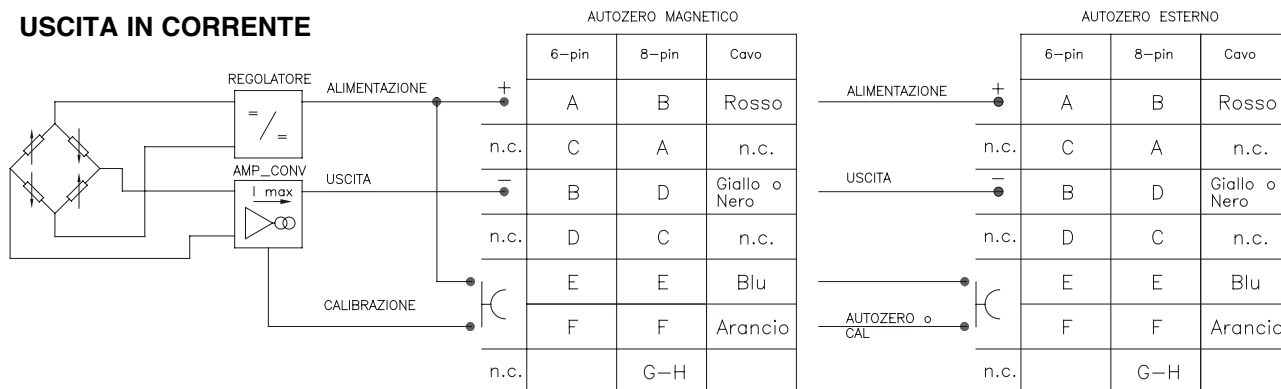 USCITA IN CORRENTE
REGOLATORE
= / =
ALIMENTAZIONE
AMP_CONV
I max
USCITA
CALIBRAZIONE
AUTOZERO MAGNETICO
6-pin 8-pin Cavo
+ A B Rosso
n.c. C A n.c.
− B D Giallo o
Nero
n.c. D C n.c.
E E Blu
F F Arancio
n.c. G-H
ALIMENTAZIONE
USCITA
AUTOZERO o
CAL
AUTOZERO ESTERNO
6-pin 8-pin Cavo
+ A B Rosso
n.c. C A n.c.
− B D Giallo o
Nero
n.c. D C n.c.
E E Blu
F F Arancio
n.c. G-H